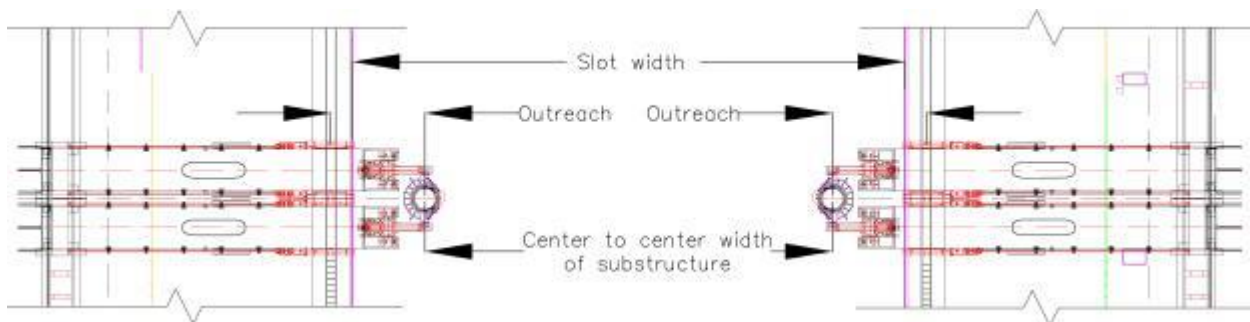 Slot width
Outreach
Outreach
Center to center width
of substructure